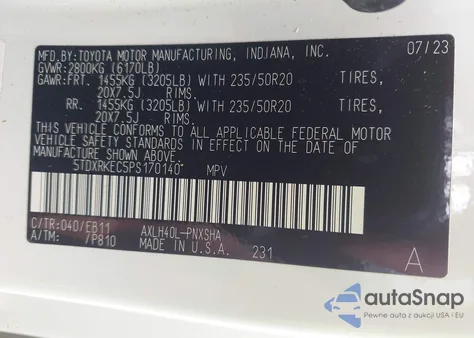 MFD.BY: TOYOTA MOTOR MANUFACTURING, INDIANA, INC. 07/23
GVWR: 2800KG (6170LB)
GAWR:FRT. 1455KG (3205LB) WITH 235/50R20 TIRES,
20X7.5J RIMS.
RR. 1455KG (3205LB) WITH 235/50R20 TIRES,
20X7.5J RIMS.
THIS VEHICLE CONFORMS TO ALL APPLICABLE FEDERAL MOTOR
VEHICLE SAFETY STANDARDS IN EFFECT ON THE DATE
OF MANUFACTURE SHOWN ABOVE.
5TDXRKEC5PS170140* MPV
C/TR:040/EB11 AXLH40L-PNXSHA
A/TM: /P810 MADE IN U.S.A. 231 A
autoSnap
Pewne auta z aukcji USA i EU